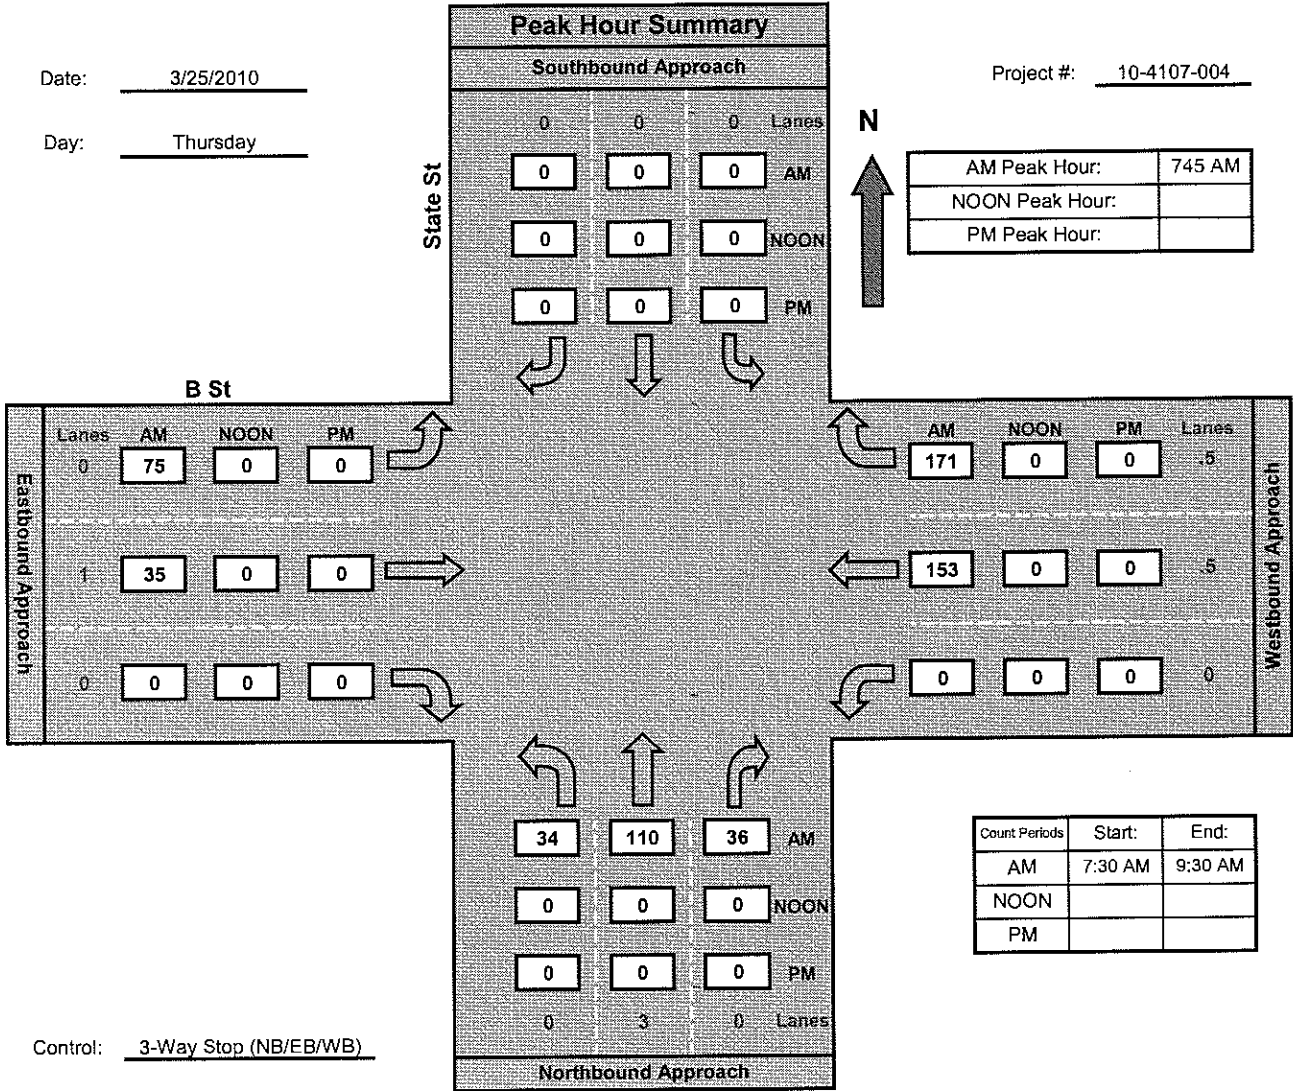 Peak Hour Summary
Southbound Approach
Date: 3/25/2010
Project #: 10-4107-004
Day: Thursday
State St
0 0 0 Lanes
0 0 0 AM
0 0 0 NOON
0 0 0 PM
N
AM Peak Hour: 745 AM
NOON Peak Hour:
PM Peak Hour:
B St
Eastbound Approach
Lanes AM NOON PM
0 75 0 0
1 35 0 0
0 0 0 0
AM NOON PM Lanes
171 0 0 .5
153 0 0 .5
0 0 0 0
Westbound Approach
34 110 36 AM
0 0 0 NOON
0 0 0 PM
0 3 0 Lanes
Northbound Approach
Count Periods Start: End:
AM 7:30 AM 9:30 AM
NOON
PM
Control: 3-Way Stop (NB/EB/WB)